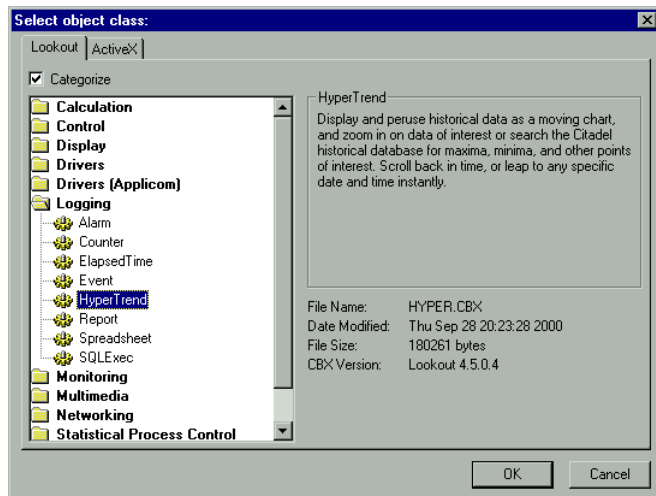 Select object class:
Lookout ActiveX
Categorize
Calculation
Control
Display
Drivers
Drivers (Applicom)
Logging
Alarm
Counter
ElapsedTime
Event
HyperTrend
Report
Spreadsheet
SQLExec
Monitoring
Multimedia
Networking
Statistical Process Control
HyperTrend
Display and peruse historical data as a moving chart,
and zoom in on data of interest or search the Citadel
historical database for maxima, minima, and other points
of interest. Scroll back in time, or leap to any specific
date and time instantly.
File Name: HYPER.CBX
Date Modified: Thu Sep 28 20:23:28 2000
File Size: 180261 bytes
CBX Version: Lookout 4.5.0.4
OK Cancel